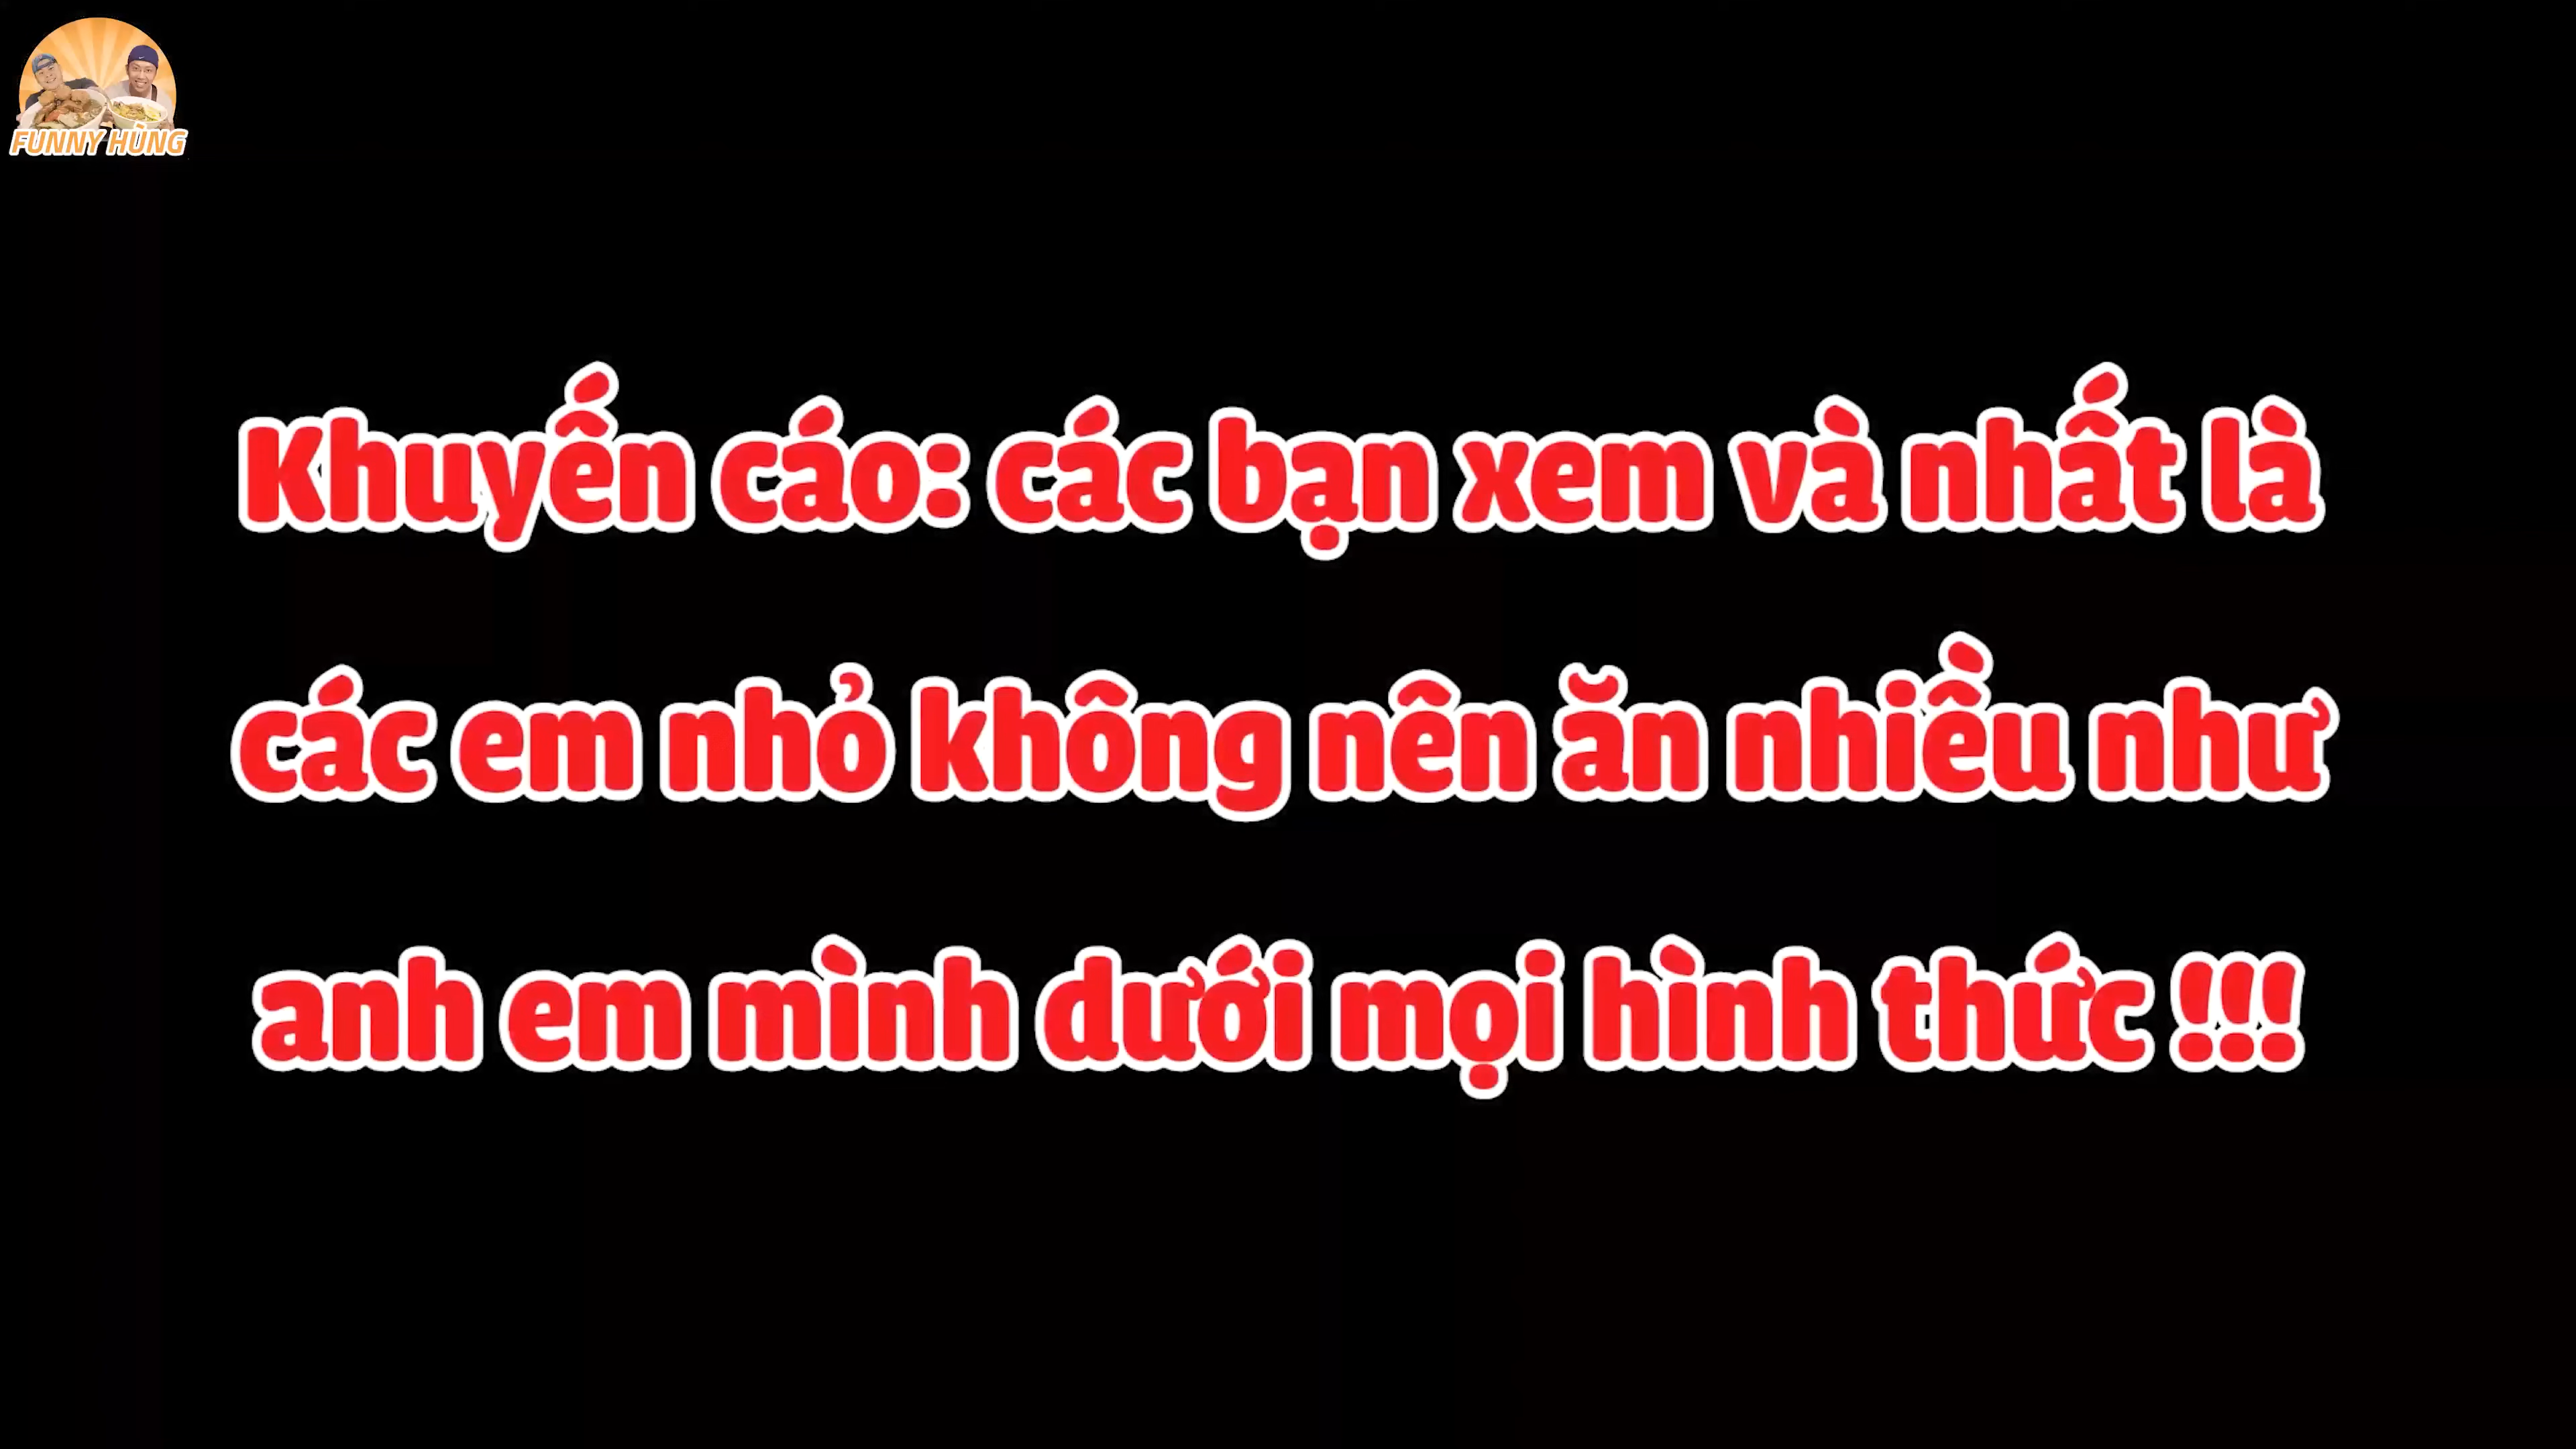 FUNNY HÙNG
Khuyến cáo: các bạn xem và nhất là
các em nhỏ không nên ăn nhiều như
anh em mình dưới mọi hình thức !!!